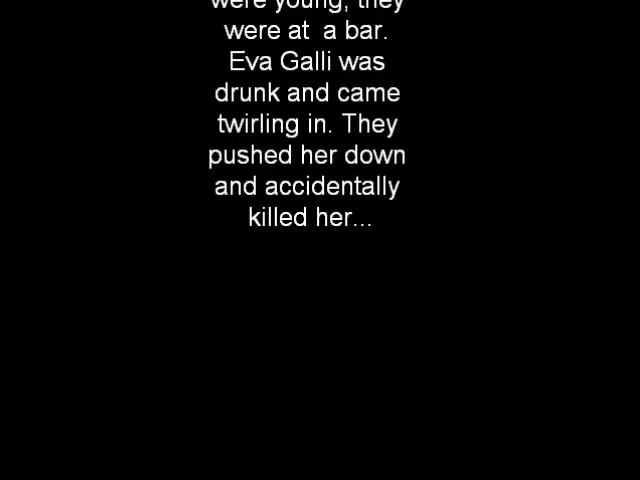 were young, they
were at  a bar.
Eva Galli was
drunk and came
twirling in. They
pushed her down
and accidentally
killed her...